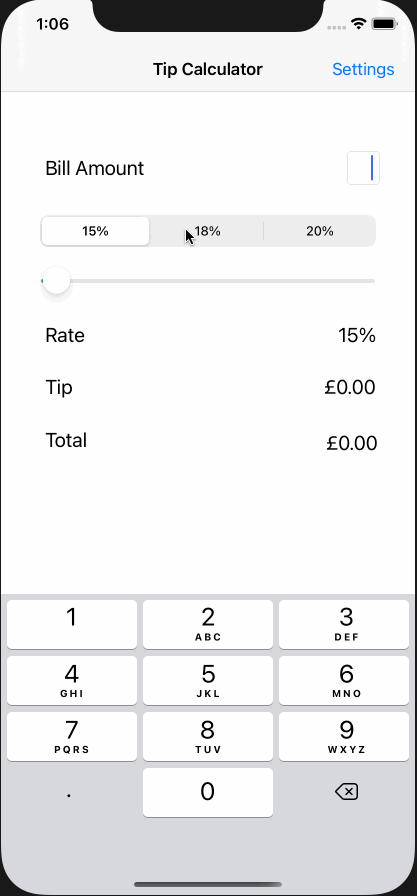 1:06
Tip Calculator Settings
Bill Amount
15% 18% 20%
Rate 15%
Tip £0.00
Total £0.00
1 2 3
ABC DEF
4 5 6
GHI JKL MNO
7 8 9
PQRS TUV WXYZ
. 0